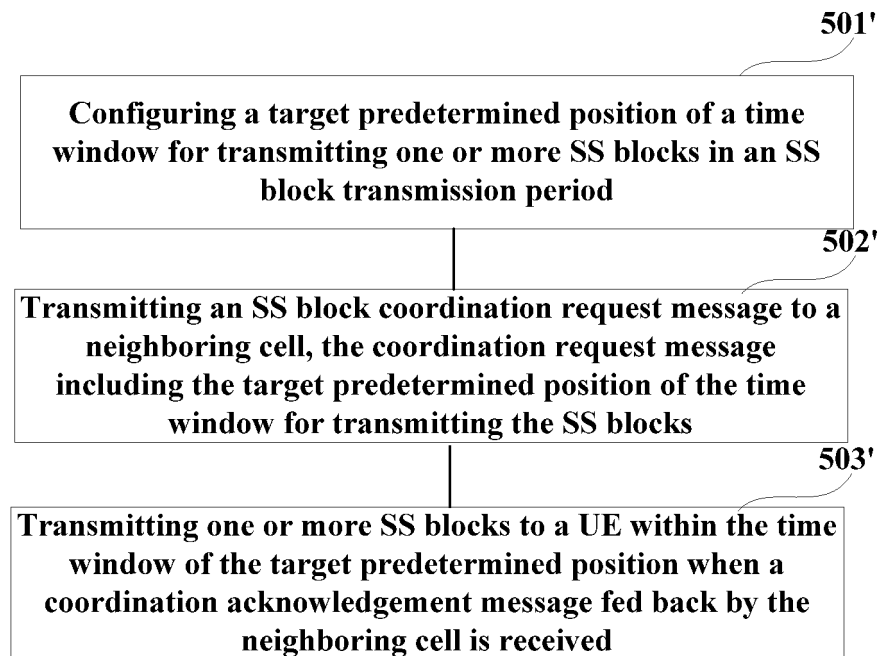 501'
Configuring a target predetermined position of a time
window for transmitting one or more SS blocks in an SS
block transmission period
502'
Transmitting an SS block coordination request message to a
neighboring cell, the coordination request message
including the target predetermined position of the time
window for transmitting the SS blocks
503'
Transmitting one or more SS blocks to a UE within the time
window of the target predetermined position when a
coordination acknowledgement message fed back by the
neighboring cell is received